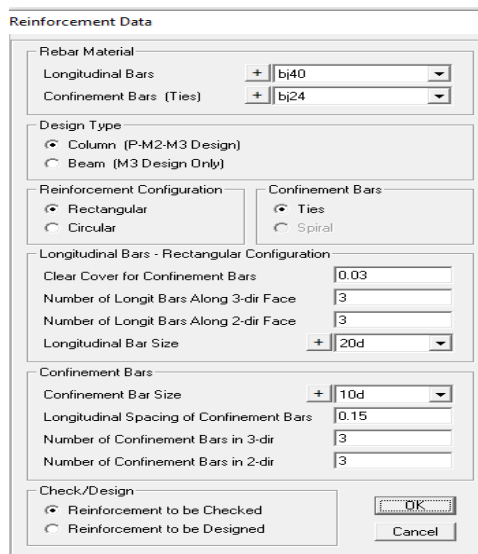 Reinforcement Data
Rebar Material
Longitudinal Bars + bj40
Confinement Bars (Ties) + bj24
Design Type
Column (P-M2-M3 Design)
Beam (M3 Design Only)
Reinforcement Configuration Confinement Bars
Rectangular Ties
Circular Spiral
Longitudinal Bars - Rectangular Configuration
Clear Cover for Confinement Bars 0.03
Number of Longit Bars Along 3-dir Face 3
Number of Longit Bars Along 2-dir Face 3
Longitudinal Bar Size + 20d
Confinement Bars
Confinement Bar Size + 10d
Longitudinal Spacing of Confinement Bars 0.15
Number of Confinement Bars in 3-dir 3
Number of Confinement Bars in 2-dir 3
Check/Design
Reinforcement to be Checked OK
Reinforcement to be Designed Cancel